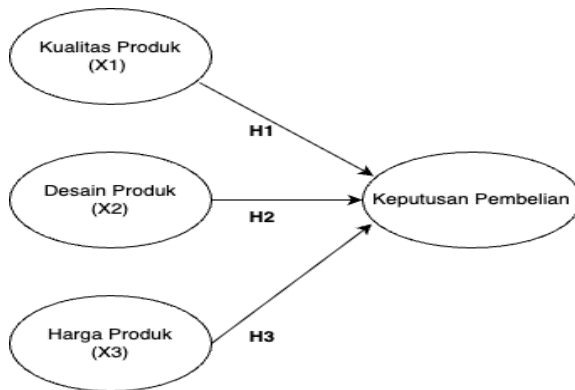 Kualitas Produk
(X1)
H1
Desain Produk
(X2)
H2
Keputusan Pembelian
Harga Produk
(X3)
H3